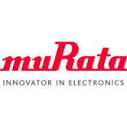 muRata
INNOVATOR IN ELECTRONICS